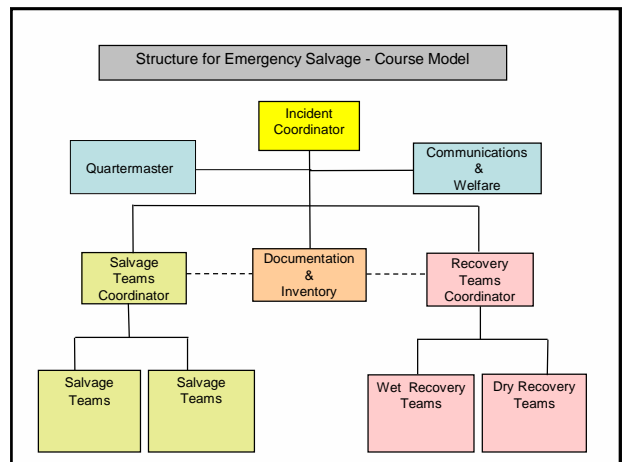 Structure for Emergency Salvage - Course Model
Incident
Coordinator
Quartermaster
Communications
&
Welfare
Salvage
Teams
Coordinator
Documentation
&
Inventory
Recovery
Teams
Coordinator
Salvage
Teams
Salvage
Teams
Wet Recovery
Teams
Dry Recovery
Teams